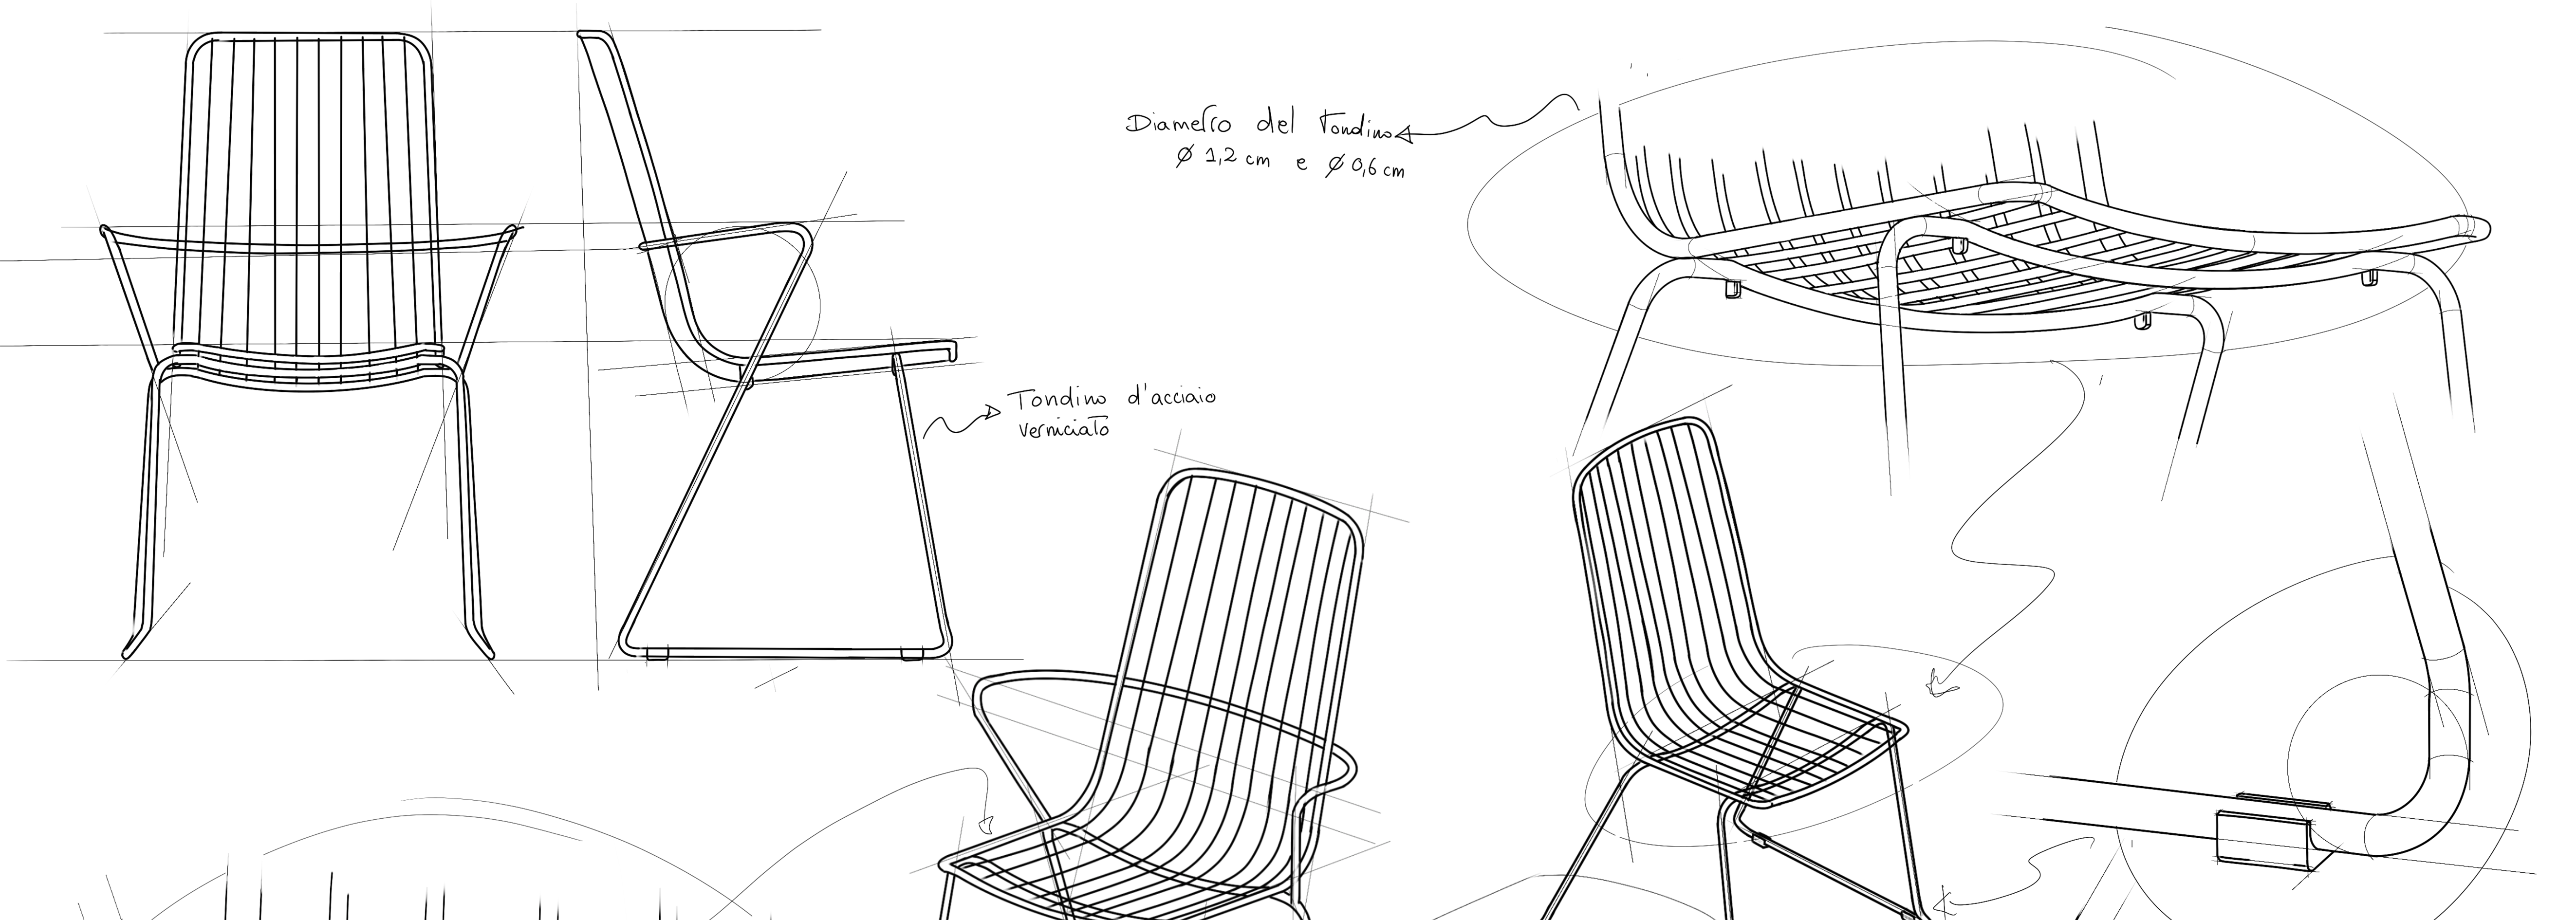 Diametro del tondino
Ø 1,2 cm e Ø 0,6 cm
Tondino d'acciaio
verniciato